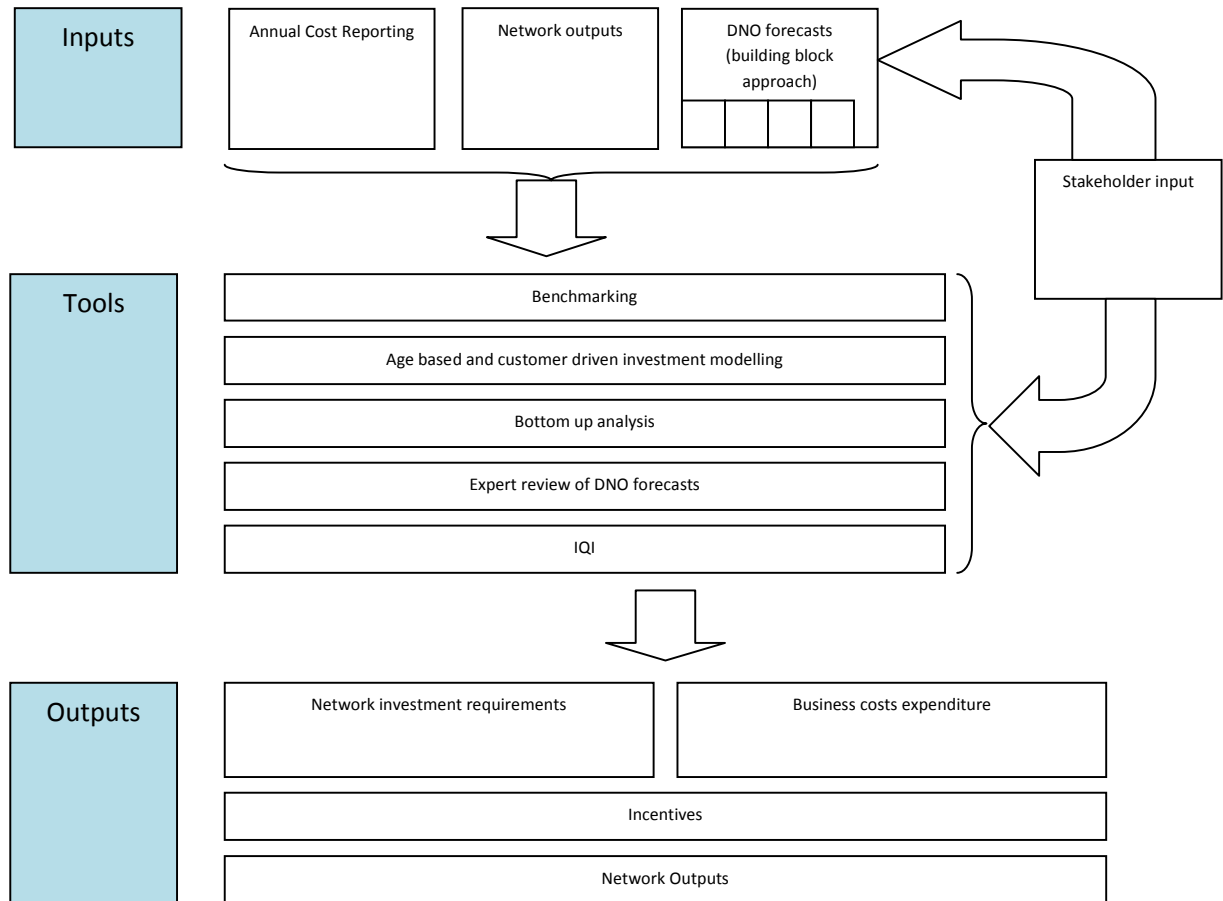 Inputs
Annual Cost Reporting
Network outputs
DNO forecasts
(building block
approach)
Stakeholder input
Tools
Benchmarking
Age based and customer driven investment modelling
Bottom up analysis
Expert review of DNO forecasts
IQI
Outputs
Network investment requirements
Business costs expenditure
Incentives
Network Outputs